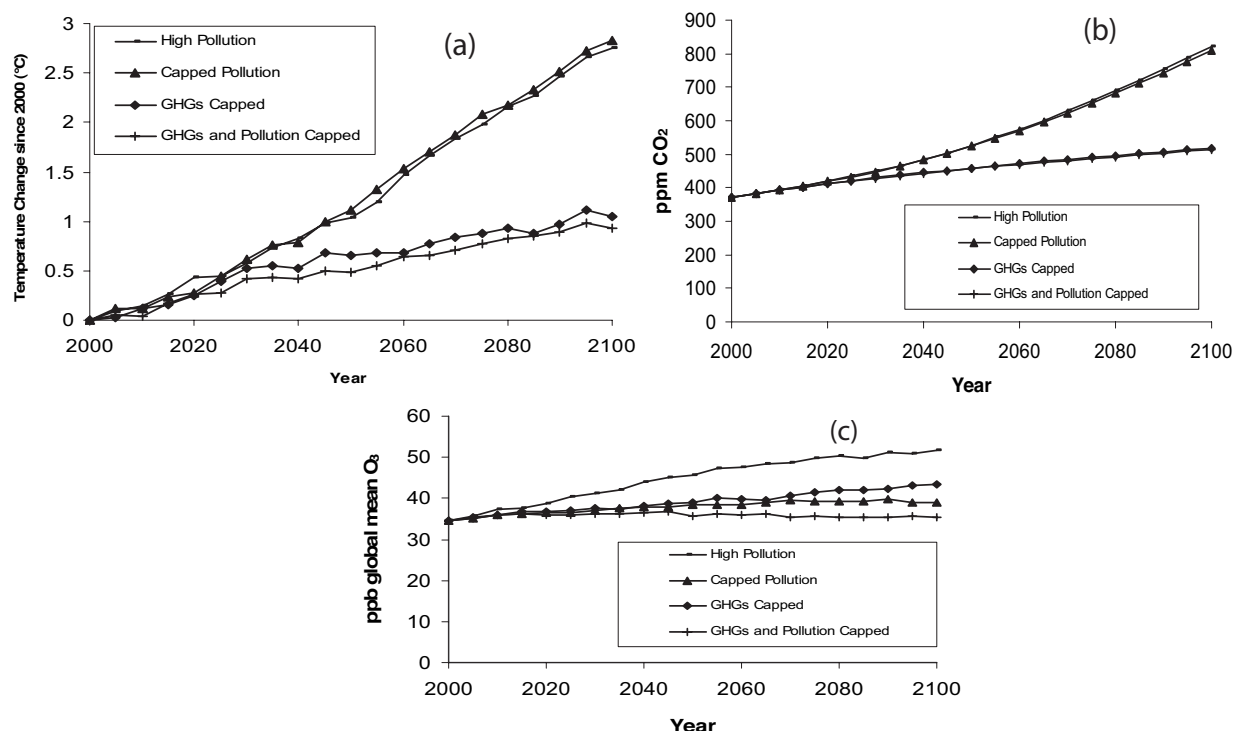 (a)
Temperature Change since 2000 (°C)
3
2.5
2
1.5
1
0.5
0
High Pollution
Capped Pollution
GHGs Capped
GHGs and Pollution Capped
2000 2020 2040 2060 2080 2100
Year
(b)
ppm CO₂
900
800
700
600
500
400
300
200
100
0
High Pollution
Capped Pollution
GHGs Capped
GHGs and Pollution Capped
2000 2020 2040 2060 2080 2100
Year
(c)
ppb global mean O₃
60
50
40
30
20
10
0
High Pollution
Capped Pollution
GHGs Capped
GHGs and Pollution Capped
2000 2020 2040 2060 2080 2100
Year